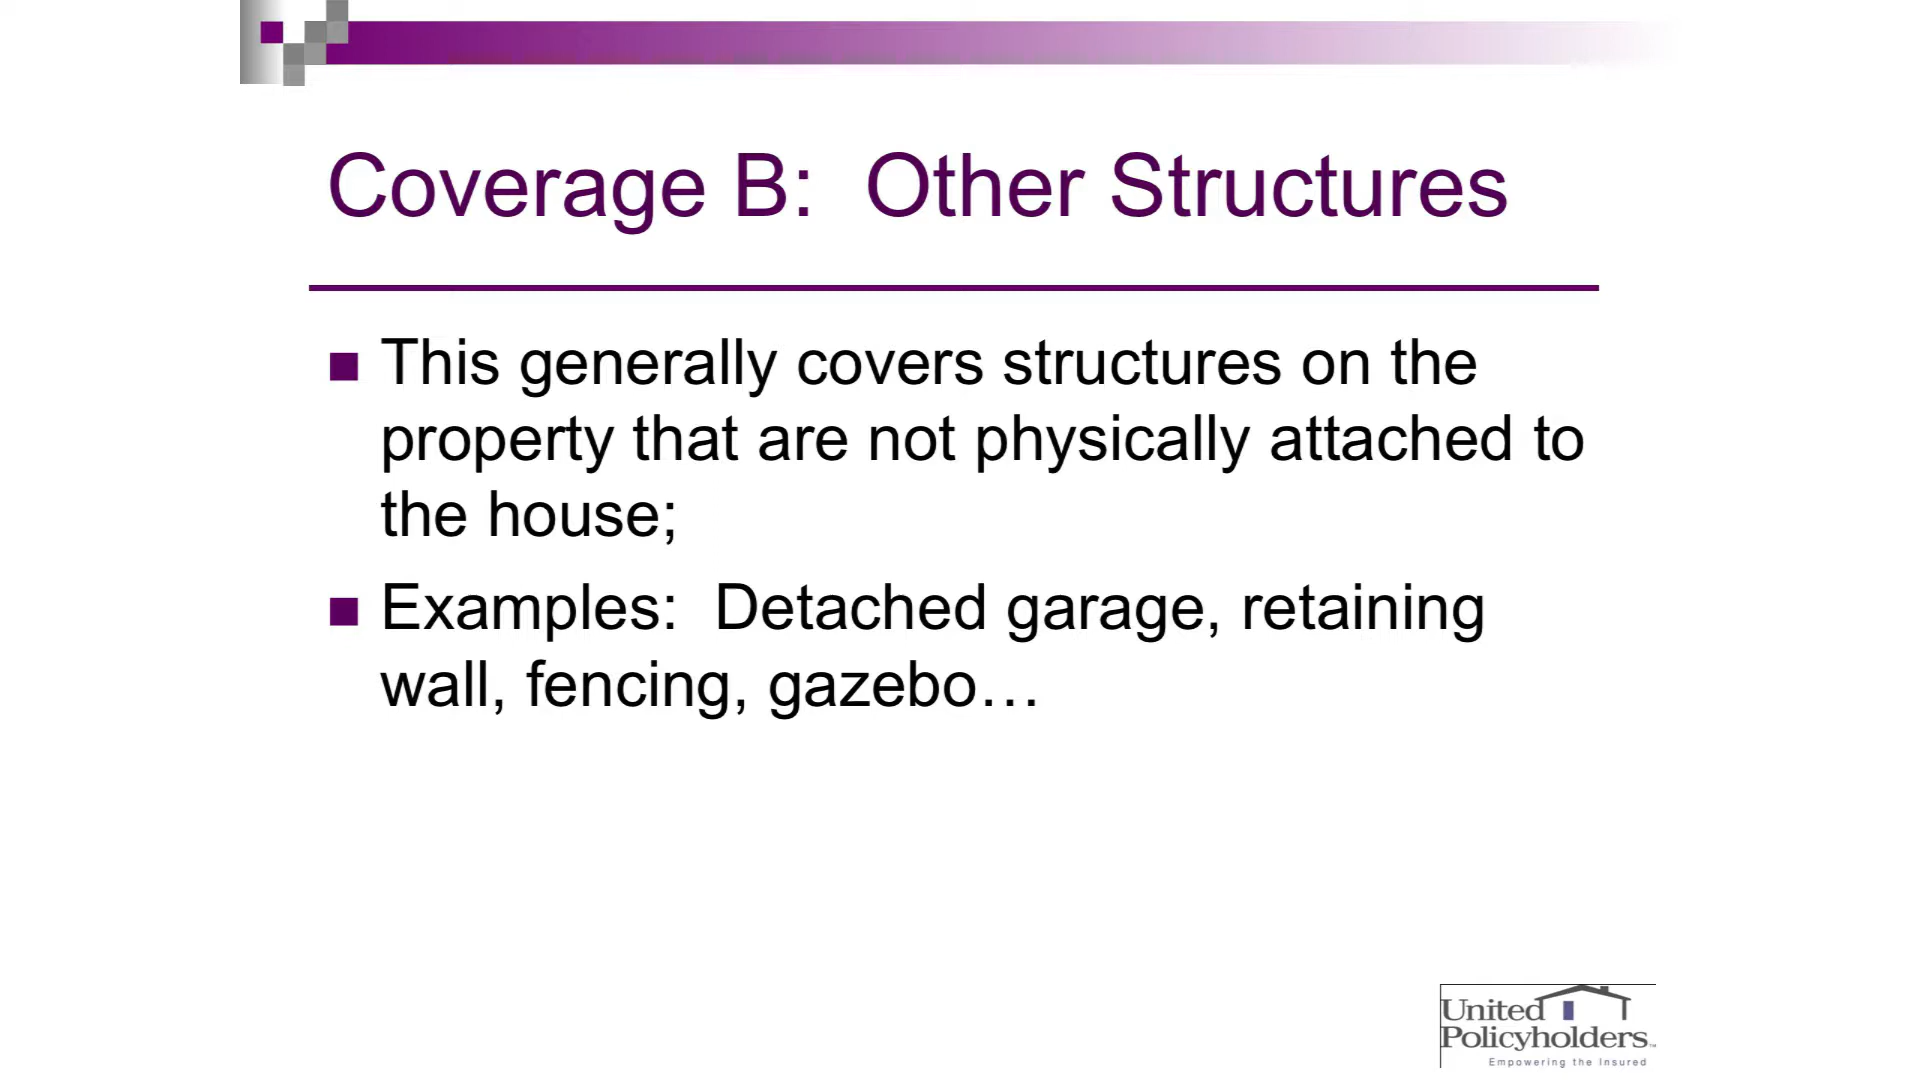 Coverage B:  Other Structures
This generally covers structures on the
property that are not physically attached to
the house;
Examples:  Detached garage, retaining
wall, fencing, gazebo…
United
Policyholders™
Empowering the Insured